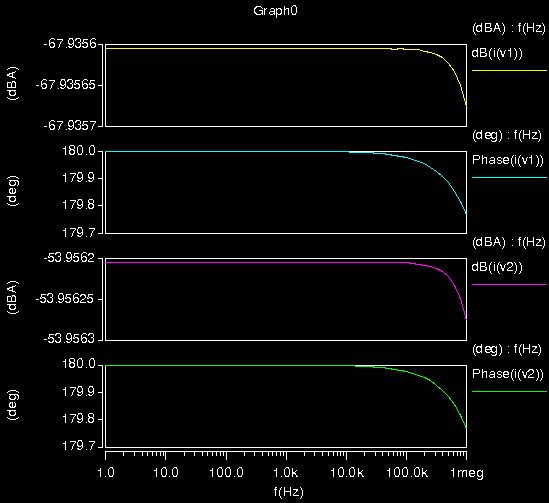 Graph0
(dBA) : f(Hz)
dB(i(v1))
-67.9356
-67.93565
-67.9357
(dBA)
(deg) : f(Hz)
Phase(i(v1))
180.0
179.9
179.8
179.7
(deg)
(dBA) : f(Hz)
dB(i(v2))
-53.9562
-53.95625
-53.9563
(dBA)
(deg) : f(Hz)
Phase(i(v2))
180.0
179.9
179.8
179.7
(deg)
1.0 10.0 100.0 1.0k 10.0k 100.0k 1meg
f(Hz)